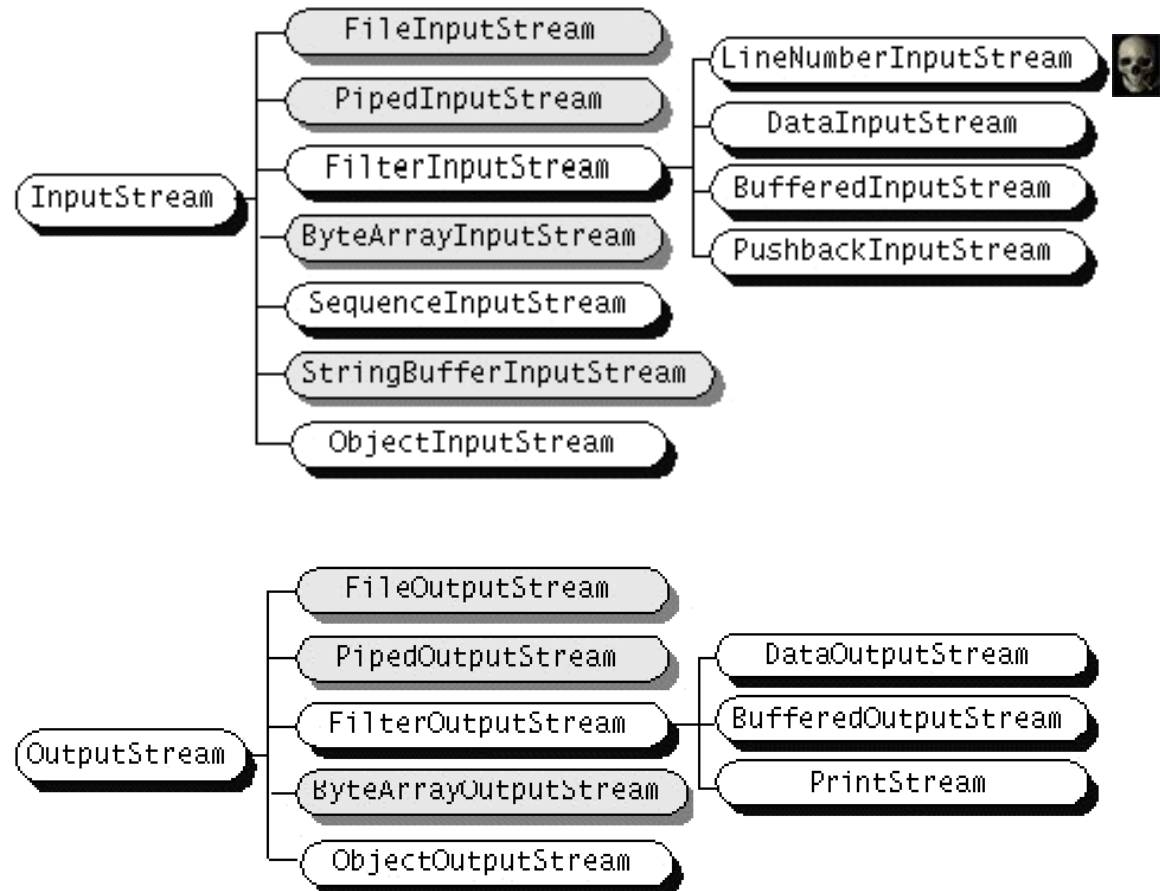 FileInputStream
PipedInputStream
FilterInputStream
InputStream
ByteArrayInputStream
SequenceInputStream
StringBufferInputStream
ObjectInputStream
LineNumberInputStream
DataInputStream
BufferedInputStream
PushbackInputStream
FileOutputStream
PipedOutputStream
FilterOutputStream
OutputStream
ByteArrayOutputStream
ObjectOutputStream
DataOutputStream
BufferedOutputStream
PrintStream